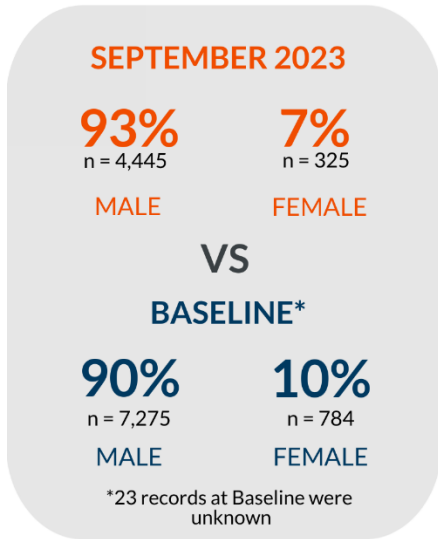 SEPTEMBER 2023
93% 7%
n = 4,445 n = 325
MALE FEMALE
VS
BASELINE*
90% 10%
n = 7,275 n = 784
MALE FEMALE
*23 records at Baseline were
unknown